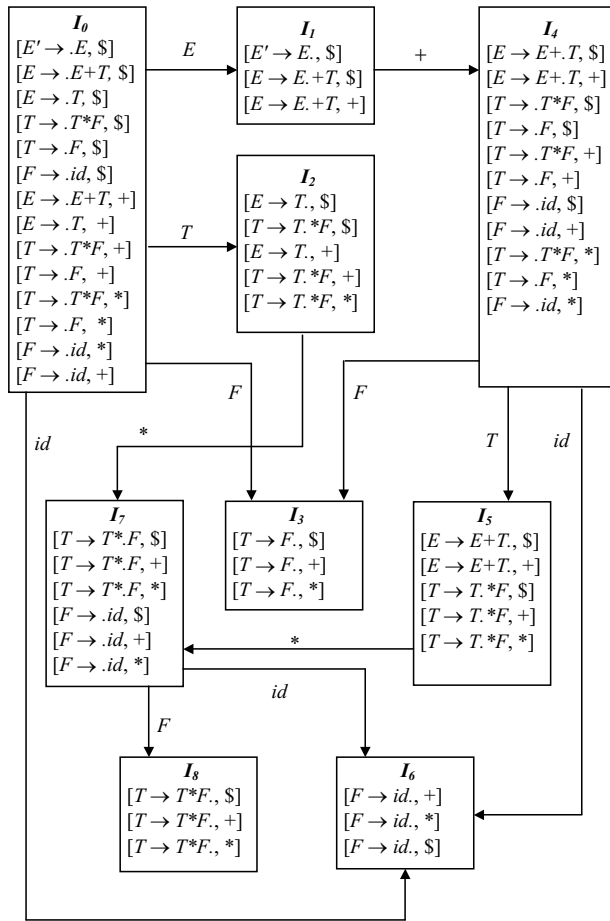 I0
[E' → .E, $]
[E → .E+T, $]
[E → .T, $]
[T → .T*F, $]
[T → .F, $]
[F → .id, $]
[E → .E+T, +]
[E → .T, +]
[T → .T*F, +]
[T → .F, +]
[T → .T*F, *]
[T → .F, *]
[F → .id, *]
[F → .id, +]
E
I1
[E' → E., $]
[E → E.+T, $]
[E → E.+T, +]
+
I4
[E → E+.T, $]
[E → E+.T, +]
[T → .T*F, $]
[T → .F, $]
[T → .T*F, +]
[T → .F, +]
[F → .id, $]
[F → .id, +]
[T → .T*F, *]
[T → .F, *]
[F → .id, *]
T
I2
[E → T., $]
[T → T.*F, $]
[E → T., +]
[T → T.*F, +]
[T → T.*F, *]
F
F
id
*
T
id
I7
[T → T*.F, $]
[T → T*.F, +]
[T → T*.F, *]
[F → .id, $]
[F → .id, +]
[F → .id, *]
I3
[T → F., $]
[T → F., +]
[T → F., *]
I5
[E → E+T., $]
[E → E+T., +]
[T → T.*F, $]
[T → T.*F, +]
[T → T.*F, *]
*
id
F
I8
[T → T*F., $]
[T → T*F., +]
[T → T*F., *]
I6
[F → id., +]
[F → id., *]
[F → id., $]